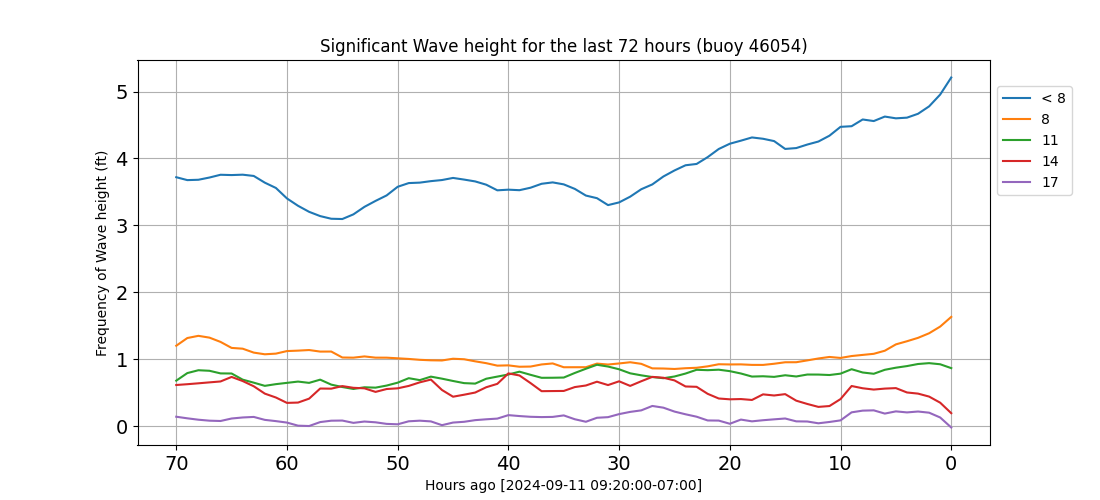 Significant Wave height for the last 72 hours (buoy 46054)
Frequency of Wave height (ft)
5
4
3
2
1
0
70 60 50 40 30 20 10 0
Hours ago [2024-09-11 09:20:00-07:00]
< 8
8
11
14
17